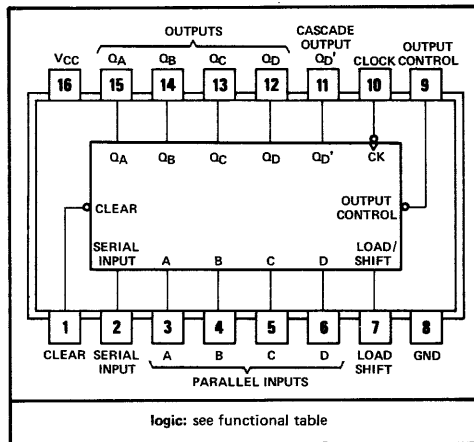 OUTPUTS
CASCADE OUTPUT
OUTPUT CONTROL
VCC QA QB QC QD QD' CLOCK
16 15 14 13 12 11 10 9
QA QB QC QD QD' CK
CLEAR
OUTPUT CONTROL
SERIAL INPUT A B C D LOAD/ SHIFT
1 2 3 4 5 6 7 8
CLEAR SERIAL INPUT A B C D LOAD SHIFT GND
PARALLEL INPUTS
logic: see functional table